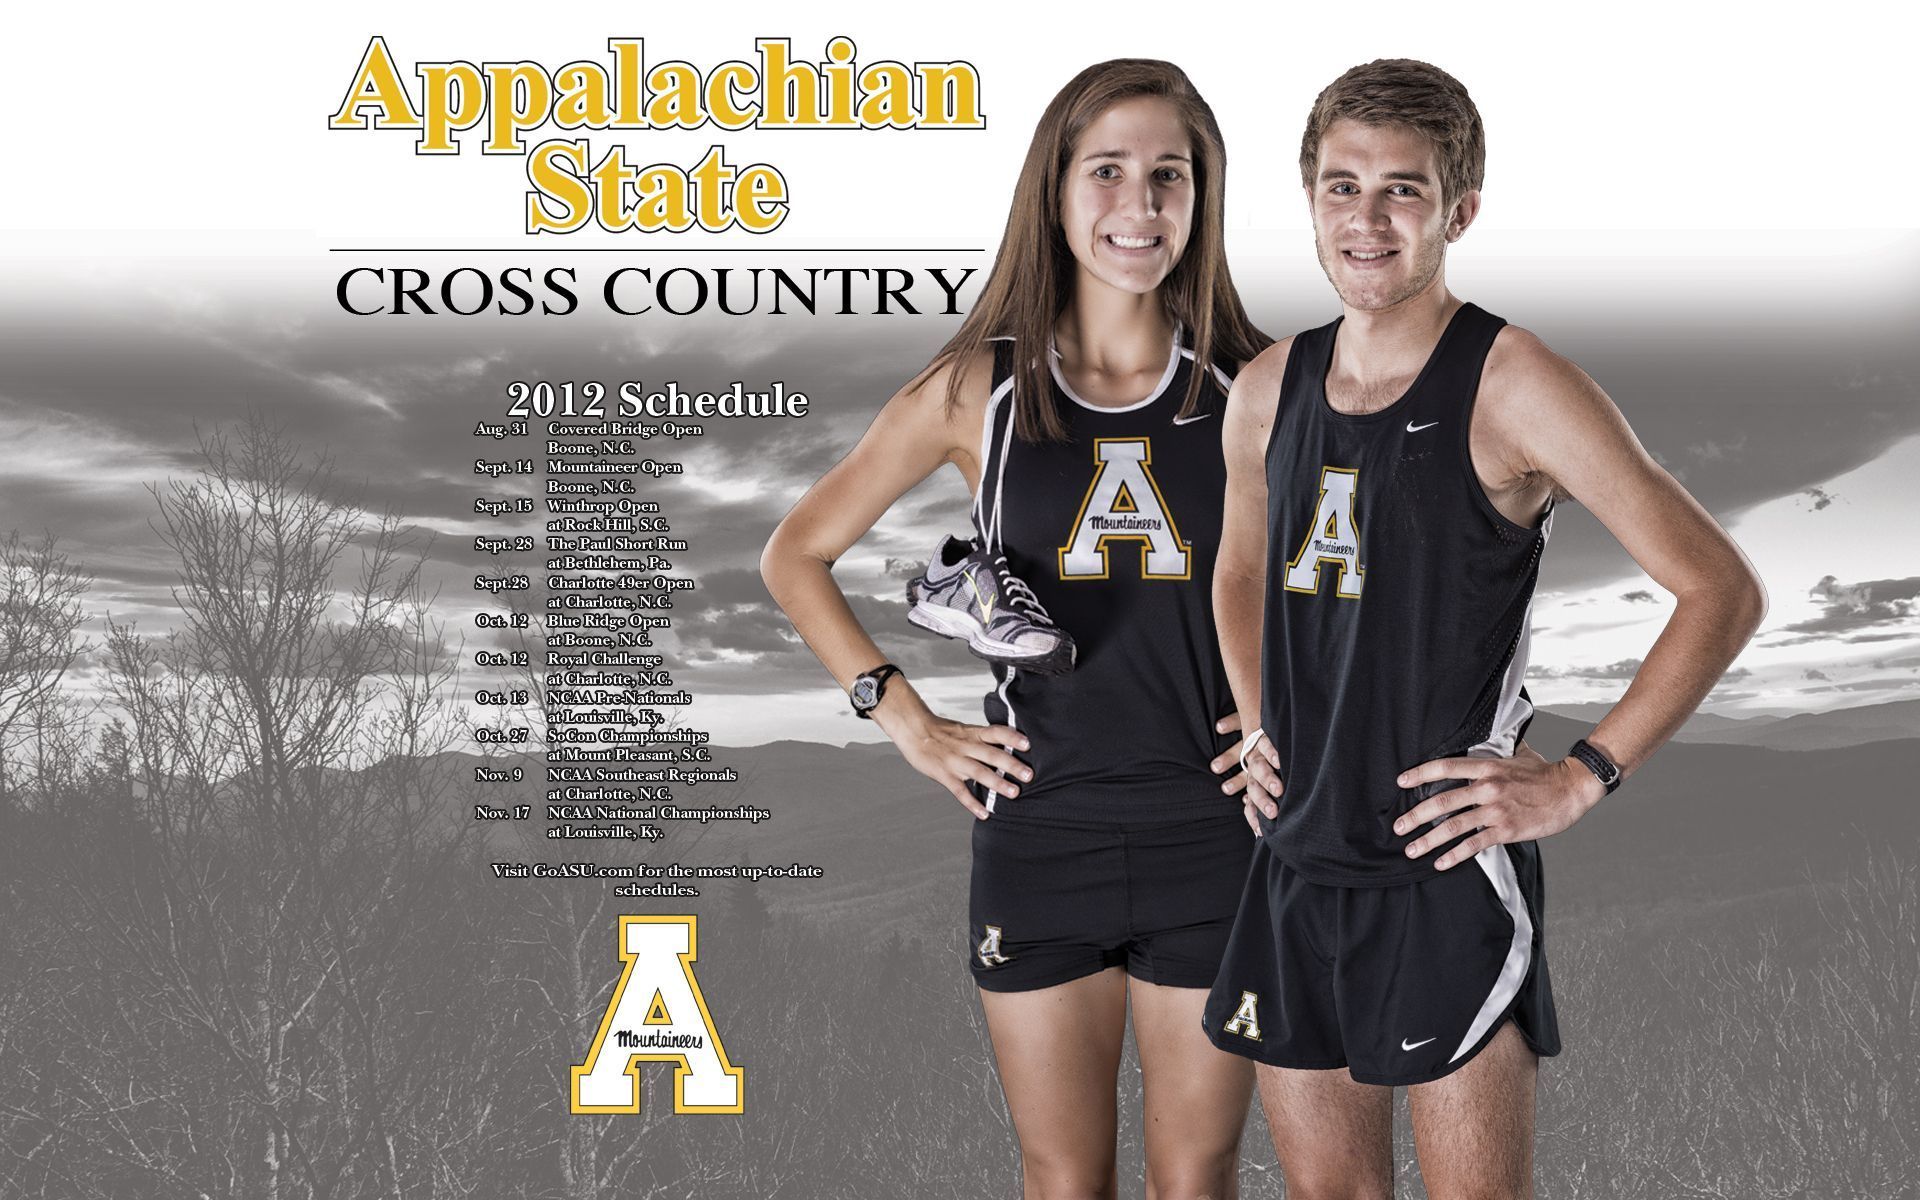 Appalachian
State
CROSS COUNTRY
2012 Schedule
Aug. 31 Covered Bridge Open
Boone, N.C.
Sept. 14 Mountaineer Open
Boone, N.C.
Sept. 15 Winthrop Open
at Rock Hill, S.C.
Sept. 28 The Paul Short Run
at Bethlehem, Pa.
Sept.28 Charlotte 49er Open
at Charlotte, N.C.
Oct. 12 Blue Ridge Open
at Boone, N.C.
Oct. 12 Royal Challenge
at Charlotte, N.C.
Oct. 13 NCAA Pre-Nationals
at Louisville, Ky.
Oct. 27 SoCon Championships
at Mount Pleasant, S.C.
Nov. 9 NCAA Southeast Regionals
at Charlotte, N.C.
Nov. 17 NCAA National Championships
at Louisville, Ky.
Visit GoASU.com for the most up-to-date
schedules.
A
Mountaineers
A
Mountaineers
TM
A
Mountaineers
A
A